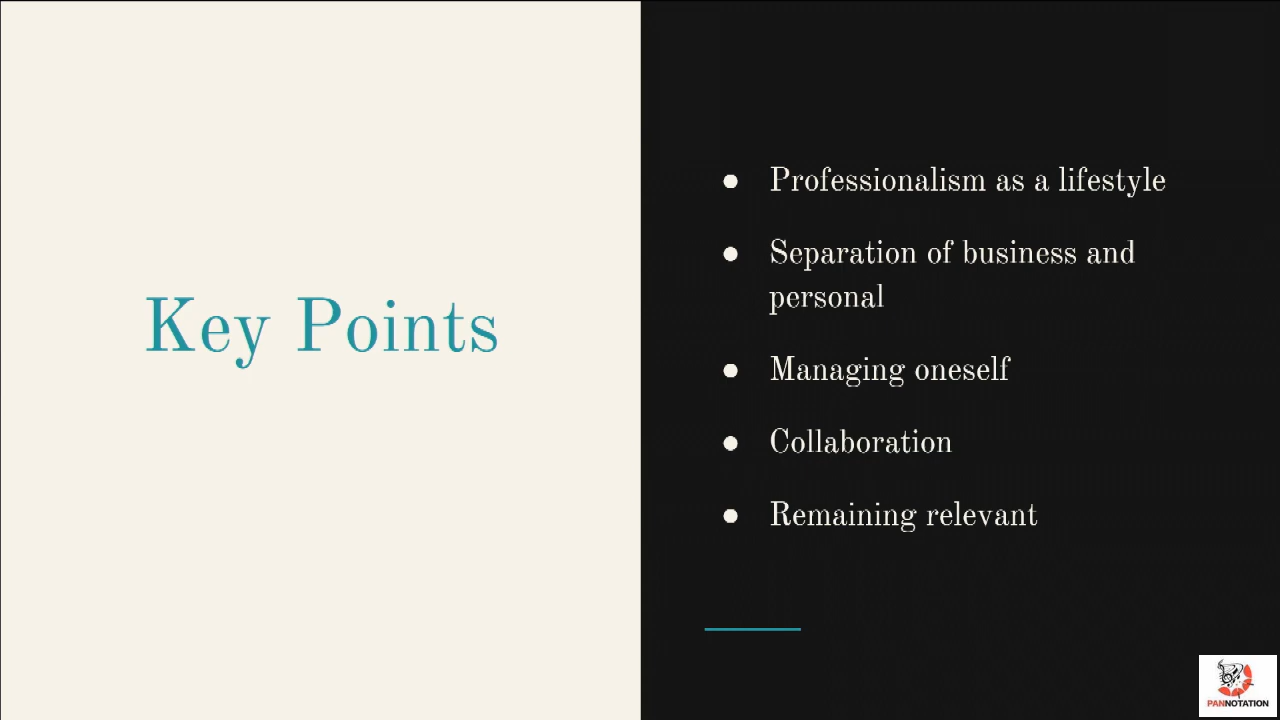 Key Points
● Professionalism as a lifestyle
● Separation of business and
personal
● Managing oneself
● Collaboration
● Remaining relevant
PANNOTATION